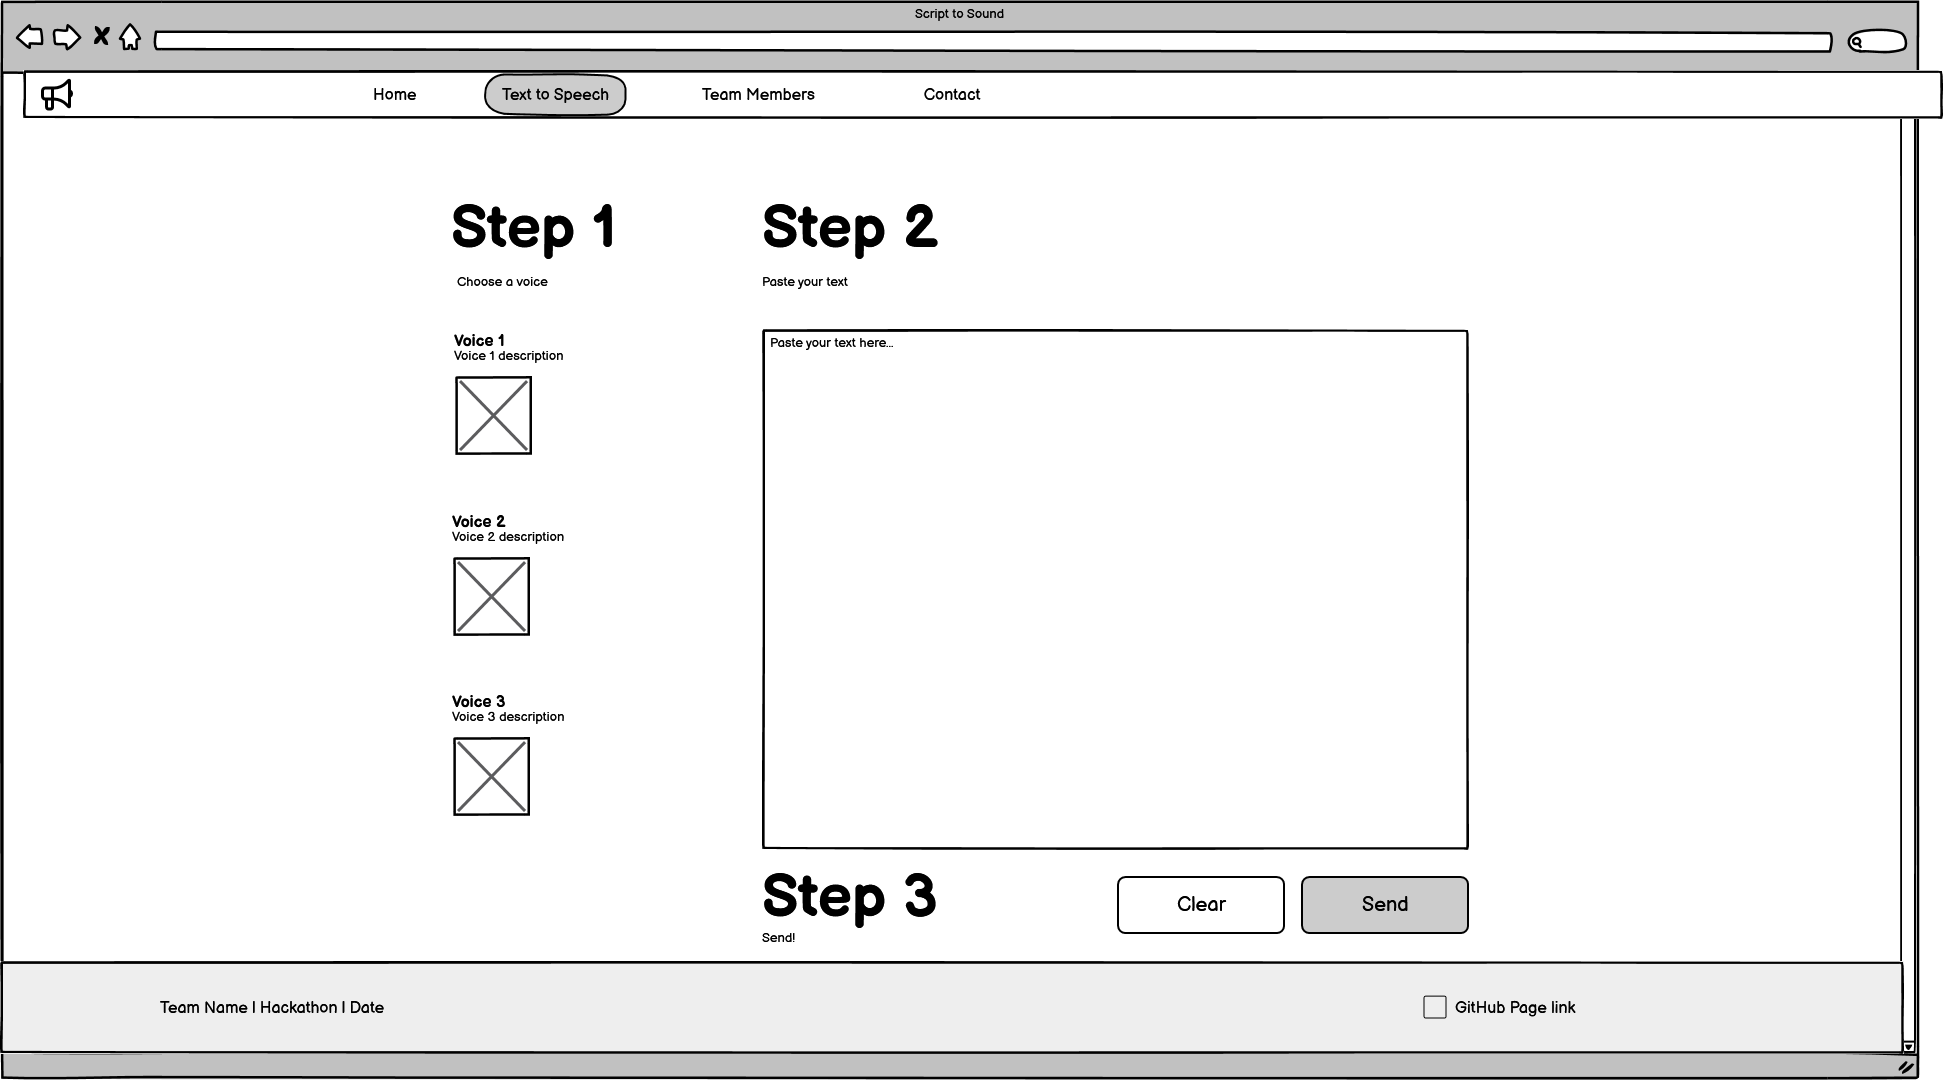 Script to Sound
Home
Text to Speech
Team Members
Contact
Step 1
Choose a voice
Voice 1
Voice 1 description
Voice 2
Voice 2 description
Voice 3
Voice 3 description
Step 2
Paste your text
Paste your text here...
Step 3
Send!
Clear
Send
Team Name | Hackathon | Date
GitHub Page link